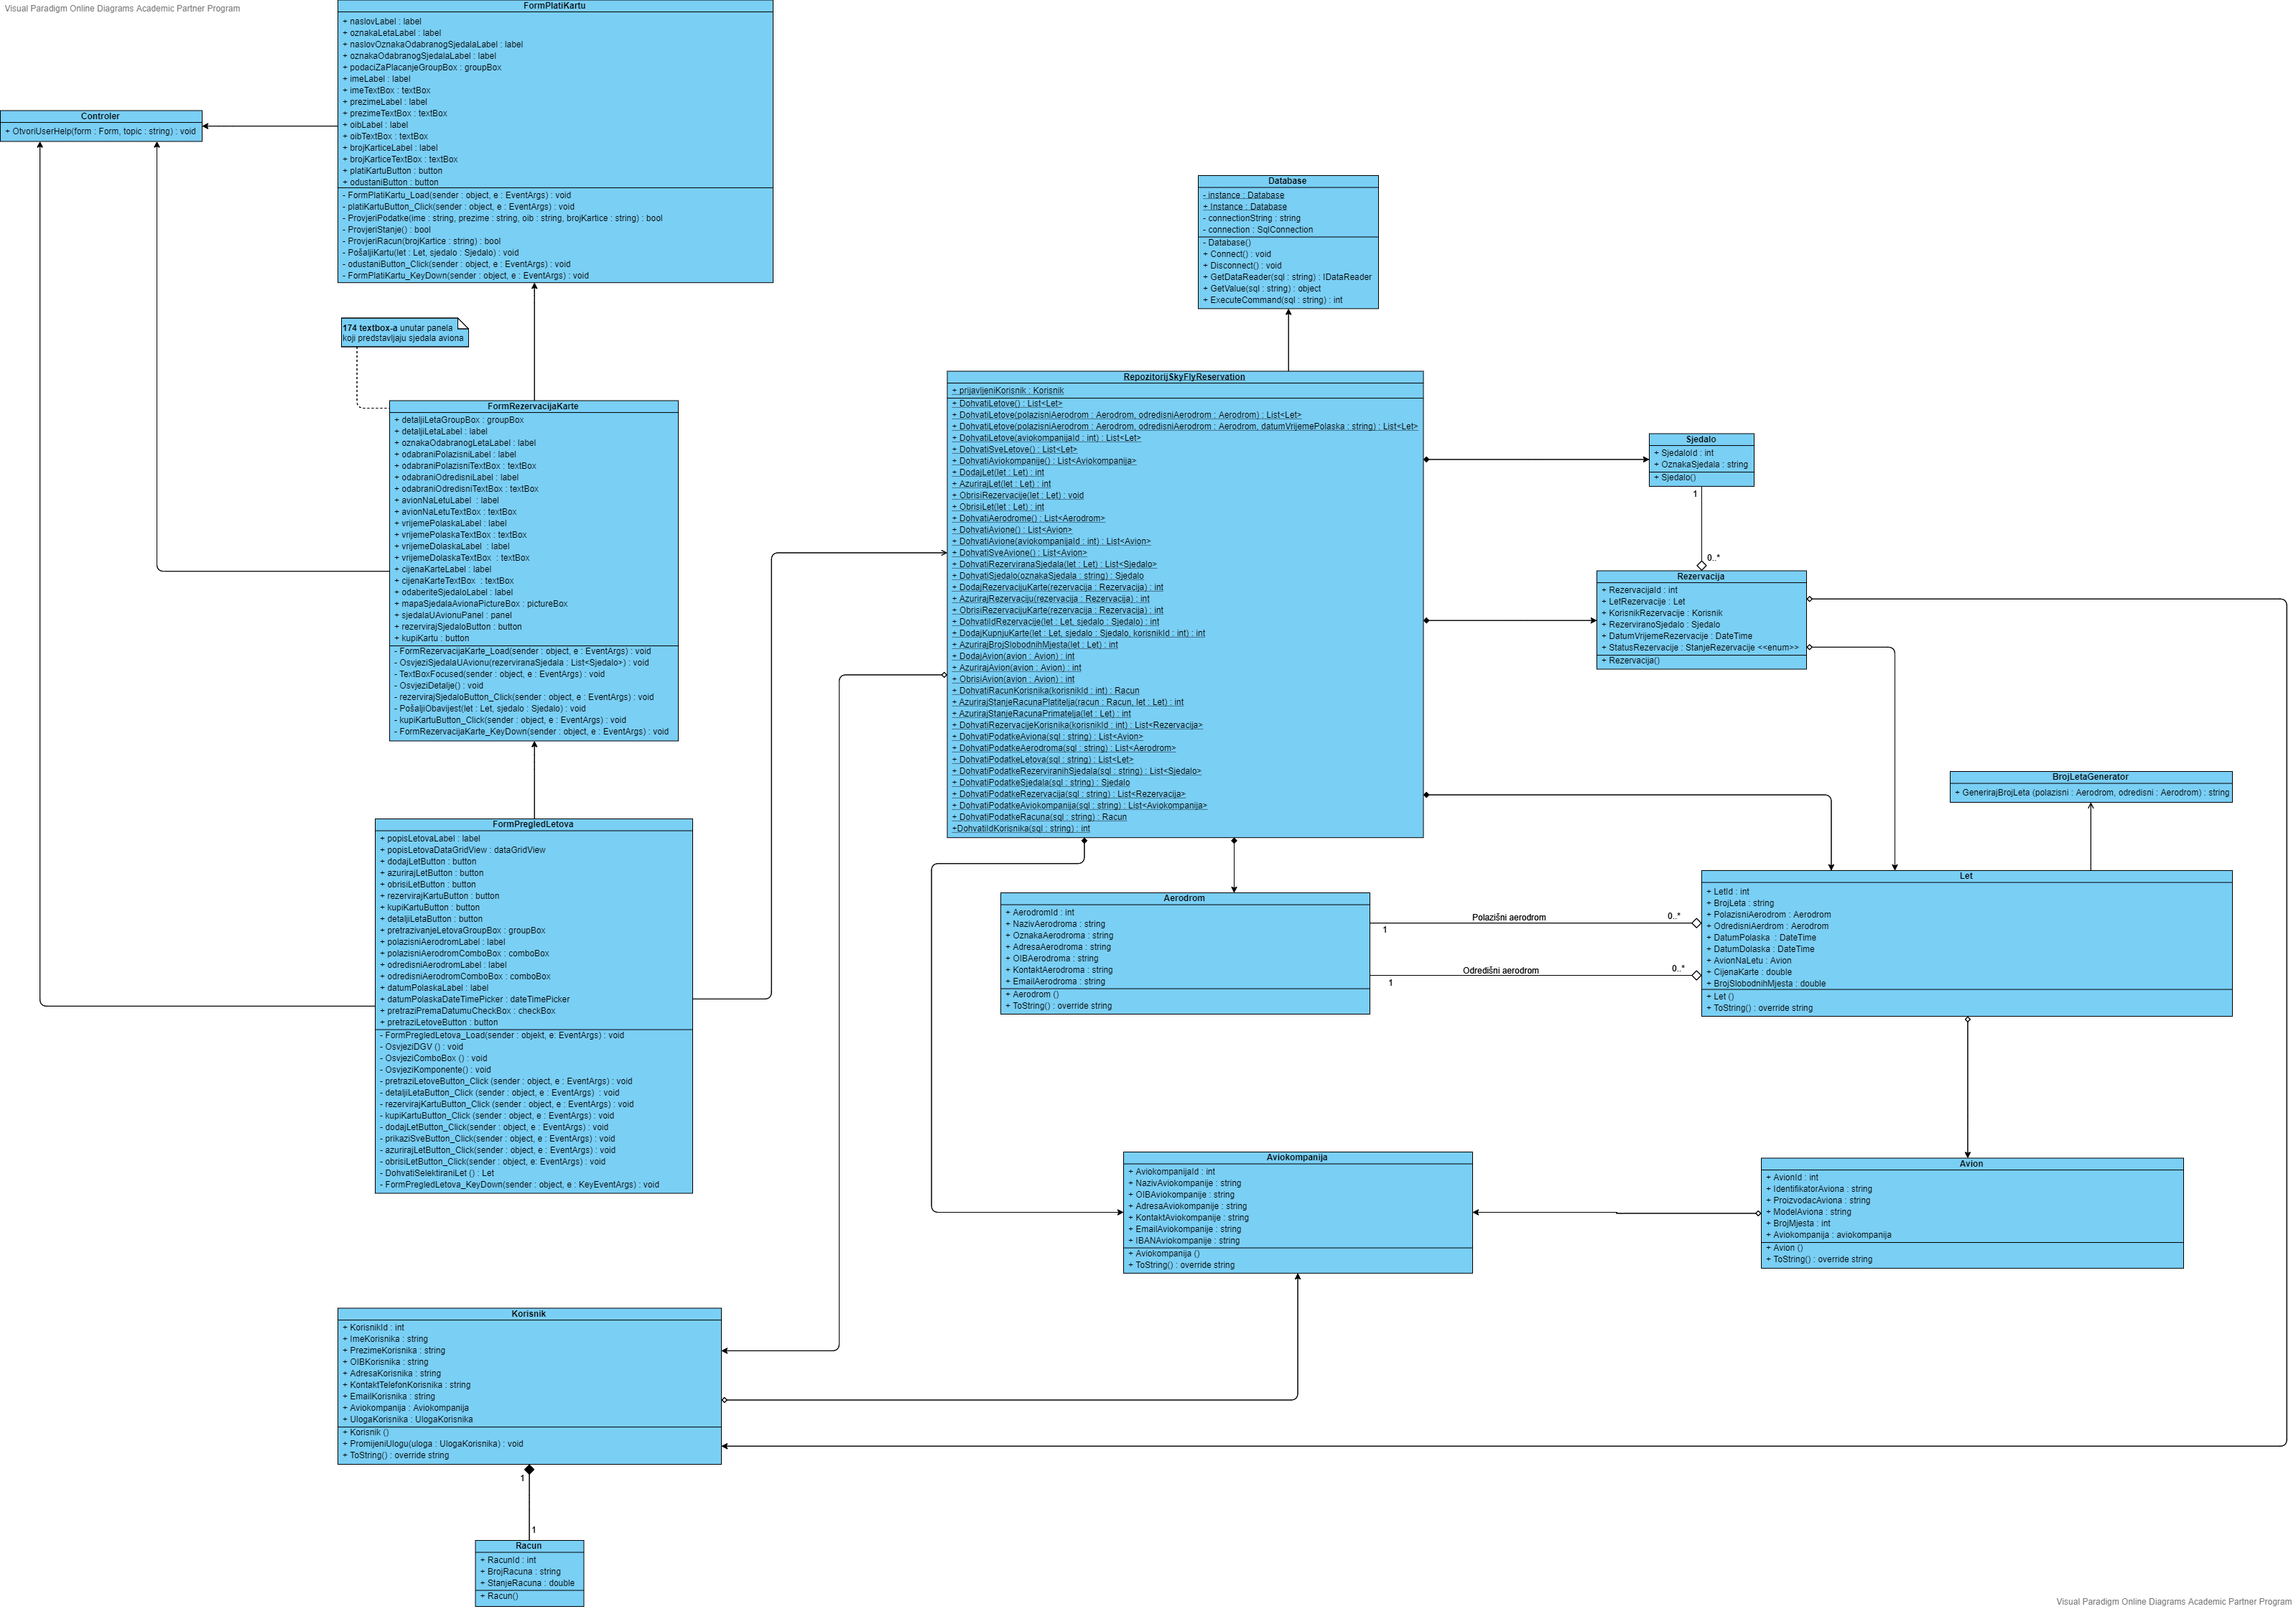 Visual Paradigm Online Diagrams Academic Partner Program
FormPlatiKartu
+ naslovLabel : label
+ oznakaLetaLabel : label
+ naslovOznakaOdabranogSjedalaLabel : label
+ oznakaOdabranogSjedalaLabel : label
+ podaciZaPlacanjeGroupBox : groupBox
+ imeLabel : label
+ imeTextBox : textBox
+ prezimeLabel : label
+ prezimeTextBox : textBox
+ oibLabel : label
+ oibTextBox : textBox
+ brojKarticeLabel : label
+ brojKarticeTextBox : textBox
+ platiKartuButton : button
+ odustaniButton : button
- FormPlatiKartu_Load(sender : object, e : EventArgs) : void
- platiKartuButton_Click(sender : object, e : EventArgs) : void
- ProvjeriPodatke(ime : string, prezime : string, oib : string, brojKartice : string) : bool
- ProvjeriStanje() : bool
- ProvjeriRacun(brojKartice : string) : bool
- PošaljiKartu(let : Let, sjedalo : Sjedalo) : void
- odustaniButton_Click(sender : object, e : EventArgs) : void
- FormPlatiKartu_KeyDown(sender : object, e : EventArgs) : void
Controler
+ OtvoriUserHelp(form : Form, topic : string) : void
Database
- instance : Database
+ Instance : Database
- connectionString : string
- connection : SqlConnection
- Database()
+ Connect() : void
+ Disconnect() : void
+ GetDataReader(sql : string) : IDataReader
+ GetValue(sql : string) : object
+ ExecuteCommand(sql : string) : int
174 textbox-a unutar panela
koji predstavljaju sjedala aviona
FormRezervacijaKarte
+ detaljiLetaGroupBox : groupBox
+ detaljiLetaLabel : label
+ oznakaOdabranogLetaLabel : label
+ odabraniPolazisniLabel : label
+ odabraniPolazisniTextBox : textBox
+ odabraniOdredisniLabel : label
+ odabraniOdredisniTextBox : textBox
+ avionNaLetuLabel  : label
+ avionNaLetuTextBox : textBox
+ vrijemePolaskaLabel : label
+ vrijemePolaskaTextBox : textBox
+ vrijemeDolaskaLabel  : label
+ vrijemeDolaskaTextBox  : textBox
+ cijenaKarteLabel : label
+ cijenaKarteTextBox  : textBox
+ odaberiteSjedaloLabel : label
+ mapaSjedalaAvionaPictureBox : pictureBox
+ sjedalaUAvionuPanel : panel
+ rezervirajSjedaloButton : button
+ kupiKartu : button
- FormRezervacijaKarte_Load(sender : object, e : EventArgs) : void
- OsvjeziSjedalaUAvionu(rezerviranaSjedala : List<Sjedalo>) : void
- TextBoxFocused(sender : object, e : EventArgs) : void
- OsvjeziDetalje() : void
- rezervirajSjedaloButton_Click(sender : object, e : EventArgs) : void
- PošaljiObavijest(let : Let, sjedalo : Sjedalo) : void
- kupiKartuButton_Click(sender : object, e : EventArgs) : void
- FormRezervacijaKarte_KeyDown(sender : object, e : EventArgs) : void
RepozitorijSkyFlyReservation
+ prijavljeniKorisnik : Korisnik
+ DohvatiLetove() : List<Let>
+ DohvatiLetove(polazisniAerodrom : Aerodrom, odredisniAerodrom : Aerodrom) : List<Let>
+ DohvatiLetove(polazisniAerodrom : Aerodrom, odredisniAerodrom : Aerodrom, datumVrijemePolaska : string) : List<Let>
+ DohvatiLetove(aviokompanijaId : int) : List<Let>
+ DohvatiSveLetove() : List<Let>
+ DohvatiAviokompanije() : List<Aviokompanija>
+ DodajLet(let : Let) : int
+ AzurirajLet(let : Let) : int
+ ObrisiRezervacije(let : Let) : void
+ ObrisiLet(let : Let) : int
+ DohvatiAerodrome() : List<Aerodrom>
+ DohvatiAvione() : List<Avion>
+ DohvatiAvione(aviokompanijaId : int) : List<Avion>
+ DohvatiSveAvione() : List<Avion>
+ DohvatiRezerviranaSjedala(let : Let) : List<Sjedalo>
+ DohvatiSjedalo(oznakaSjedala : string) : Sjedalo
+ DodajRezervacijuKarte(rezervacija : Rezervacija) : int
+ AzurirajRezervaciju(rezervacija : Rezervacija) : int
+ ObrisiRezervacijuKarte(rezervacija : Rezervacija) : int
+ DohvatiIdRezervacije(let : Let, sjedalo : Sjedalo) : int
+ DodajKupnjuKarte(let : Let, sjedalo : Sjedalo, korisnikId : int) : int
+ AzurirajBrojSlobodnihMjesta(let : Let) : int
+ DodajAvion(avion : Avion) : int
+ AzurirajAvion(avion : Avion) : int
+ ObrisiAvion(avion : Avion) : int
+ DohvatiRacunKorisnika(korisnikId : int) : Racun
+ AzurirajStanjeRacunaPlatitelja(racun : Racun, let : Let) : int
+ AzurirajStanjeRacunaPrimatelja(let : Let) : int
+ DohvatiRezervacijeKorisnika(korisnikId : int) : List<Rezervacija>
+ DohvatiPodatkeAviona(sql : string) : List<Avion>
+ DohvatiPodatkeAerodroma(sql : string) : List<Aerodrom>
+ DohvatiPodatkeLetova(sql : string) : List<Let>
+ DohvatiPodatkeRezerviranihSjedala(sql : string) : List<Sjedalo>
+ DohvatiPodatkeSjedala(sql : string) : Sjedalo
+ DohvatiPodatkeRezervacija(sql : string) : List<Rezervacija>
+ DohvatiPodatkeAviokompanija(sql : string) : List<Aviokompanija>
+ DohvatiPodatkeRacuna(sql : string) : Racun
+DohvatiIdKorisnika(sql : string) : int
Sjedalo
+ SjedaloId : int
+ OznakaSjedala : string
+ Sjedalo()
1
0..*
Rezervacija
+ RezervacijaId : int
+ LetRezervacije : Let
+ KorisnikRezervacije : Korisnik
+ RezerviranoSjedalo : Sjedalo
+ DatumVrijemeRezervacije : DateTime
+ StatusRezervacije : StanjeRezervacije <<enum>>
+ Rezervacija()
BrojLetaGenerator
+ GenerirajBrojLeta (polazisni : Aerodrom, odredisni : Aerodrom) : string
FormPregledLetova
+ popisLetovaLabel : label
+ popisLetovaDataGridView : dataGridView
+ dodajLetButton : button
+ azurirajLetButton : button
+ obrisiLetButton : button
+ rezervirajKartuButton : button
+ kupiKartuButton : button
+ detaljiLetaButton : button
+ pretrazivanjeLetovaGroupBox : groupBox
+ polazisniAerodromLabel : label
+ polazisniAerodromComboBox : comboBox
+ odredisniAerodromLabel : label
+ odredisniAerodromComboBox : comboBox
+ datumPolaskaLabel : label
+ datumPolaskaDateTimePicker : dateTimePicker
+ pretraziPremaDatumuCheckBox : checkBox
+ pretraziLetoveButton : button
- FormPregledLetova_Load(sender : objekt, e: EventArgs) : void
- OsvjeziDGV () : void
- OsvjeziComboBox () : void
- OsvjeziKomponente() : void
- pretraziLetoveButton_Click (sender : object, e : EventArgs) : void
- detaljiLetaButton_Click (sender : object, e : EventArgs)  : void
- rezervirajKartuButton_Click (sender : object, e : EventArgs) : void
- kupiKartuButton_Click (sender : object, e : EventArgs) : void
- dodajLetButton_Click(sender : object, e : EventArgs) : void
- prikaziSveButton_Click(sender : object, e : EventArgs) : void
- azurirajLetButton_Click(sender : object, e : EventArgs) : void
- obrisiLetButton_Click(sender : object, e: EventArgs) : void
- DohvatiSelektiraniLet () : Let
- FormPregledLetova_KeyDown(sender : object, e : KeyEventArgs) : void
Aerodrom
+ AerodromId : int
+ NazivAerodroma : string
+ OznakaAerodroma : string
+ AdresaAerodroma : string
+ OIBAerodroma : string
+ KontaktAerodroma : string
+ EmailAerodroma : string
+ Aerodrom ()
+ ToString() : override string
Polazišni aerodrom
1
0..*
Odredišni aerodrom
1
0..*
Let
+ LetId : int
+ BrojLeta : string
+ PolazisniAerodrom : Aerodrom
+ OdredisniAerdrom : Aerodrom
+ DatumPolaska  : DateTime
+ DatumDolaska : DateTime
+ AvionNaLetu : Avion
+ CijenaKarte : double
+ BrojSlobodnihMjesta : double
+ Let ()
+ ToString() : override string
Aviokompanija
+ AviokompanijaId : int
+ NazivAviokompanije : string
+ OIBAviokompanije : string
+ AdresaAviokompanije : string
+ KontaktAviokompanije : string
+ EmailAviokompanije : string
+ IBANAviokompanije : string
+ Aviokompanija ()
+ ToString() : override string
Avion
+ AvionId : int
+ IdentifikatorAviona : string
+ ProizvodacAviona : string
+ ModelAviona : string
+ BrojMjesta : int
+ Aviokompanija : aviokompanija
+ Avion ()
+ ToString() : override string
Korisnik
+ KorisnikId : int
+ ImeKorisnika : string
+ PrezimeKorisnika : string
+ OIBKorisnika : string
+ AdresaKorisnika : string
+ KontaktTelefonKorisnika : string
+ EmailKorisnika : string
+ Aviokompanija : Aviokompanija
+ UlogaKorisnika : UlogaKorisnika
+ Korisnik ()
+ PromijeniUlogu(uloga : UlogaKorisnika) : void
+ ToString() : override string
1
1
Racun
+ RacunId : int
+ BrojRacuna : string
+ StanjeRacuna : double
+ Racun()
Visual Paradigm Online Diagrams Academic Partner Program